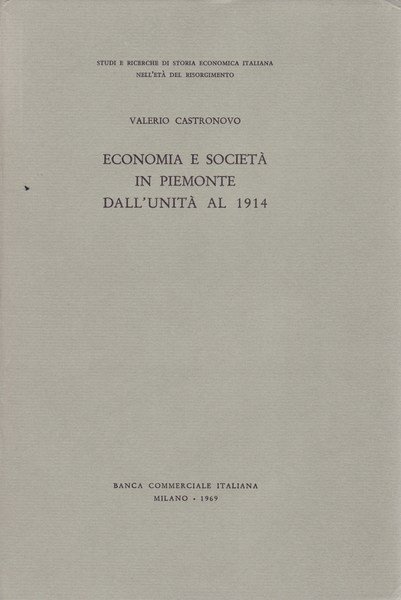 STUDI E RICERCHE DI STORIA ECONOMICA ITALIANA
NELL'ETÀ DEL RISORGIMENTO
VALERIO CASTRONOVO
ECONOMIA E SOCIETÀ
IN PIEMONTE
DALL'UNITÀ AL 1914
BANCA COMMERCIALE ITALIANA
MILANO • 1969